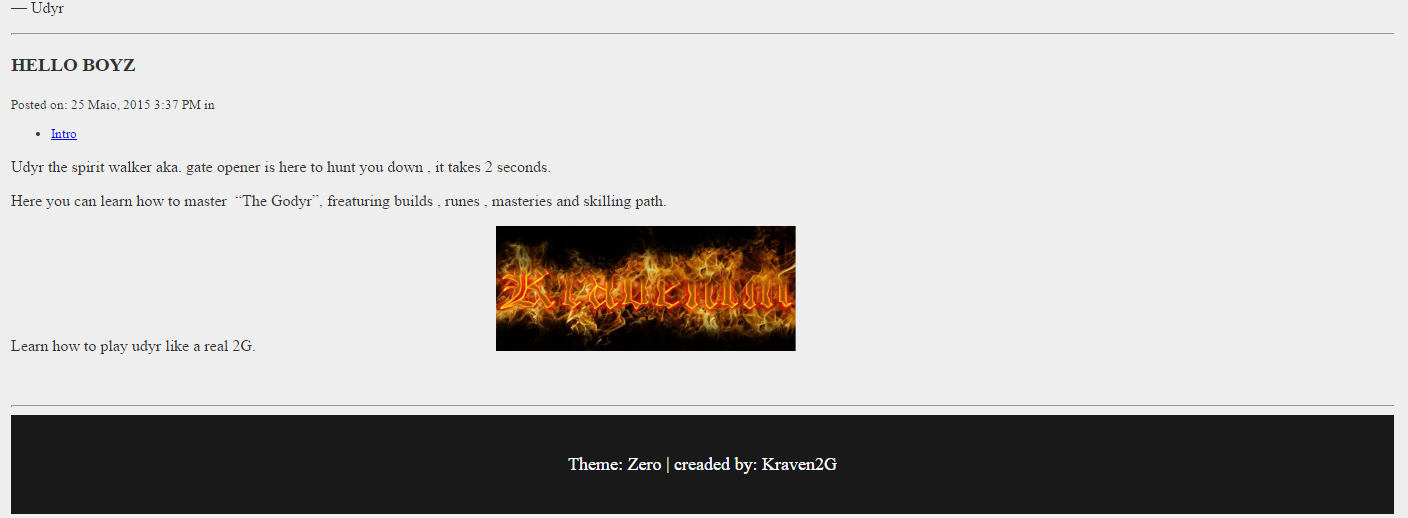 — Udyr
HELLO BOYZ
Posted on: 25 Maio, 2015 3:37 PM in
• Intro
Udyr the spirit walker aka. gate opener is here to hunt you down , it takes 2 seconds.
Here you can learn how to master “The Godyr”, freaturing builds , runes , masteries and skilling path.
Learn how to play udyr like a real 2G.
Theme: Zero | creaded by: Kraven2G